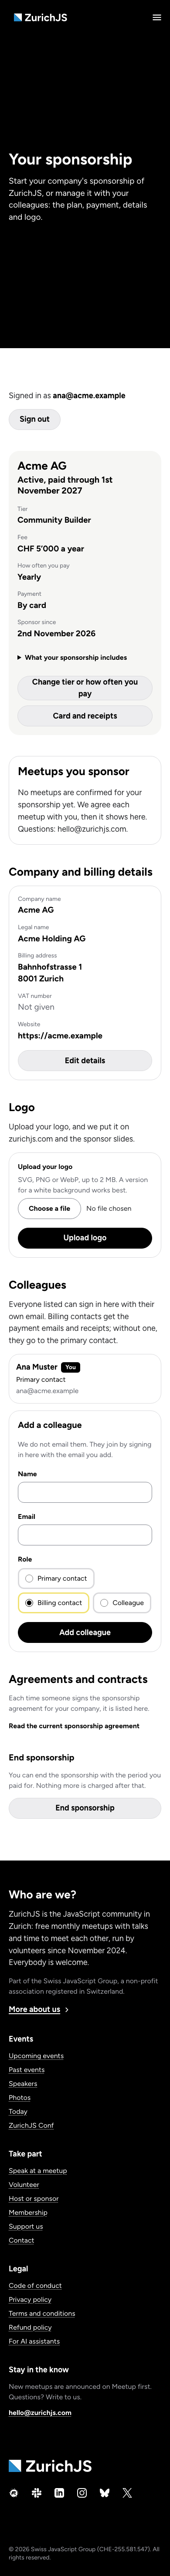 ZurichJS
Your sponsorship
Start your company's sponsorship of
ZurichJS, or manage it with the same
tools: the plan, payment, details
and logo.
Signed in as ana@acme.example
Sign out
Acme AG
Active, paid through 1st
November 2027
Tier
Community Builder
Fee
CHF 5’000 a year
How often you pay
Yearly
Payment
By card
Sponsor since
2nd November 2026
What your sponsorship includes
Change tier or how often you
pay
Card and receipts
Meetups you sponsor
No meetups are confirmed for your
sponsorship yet. We agree each
meetup with you, then it shows here.
Questions: hello@zurichjs.com.
Company and billing details
Company name
Acme AG
Legal name
Acme Holding AG
Billing address
Bahnhofstrasse 1
8001 Zurich
VAT number
Not given
Website
https://acme.example
Edit details
Logo
Upload your logo, and we put it on
zurichjs.com and the sponsor slides.
Upload your logo
SVG, PNG or WebP, up to 2 MB. A version
for a white background works best.
Choose a file No file chosen
Upload logo
Colleagues
Everyone listed can sign in here with their
own email. Billing contacts get the
payment emails and receipts; without one,
they go to the primary contact.
Ana Muster You
Primary contact
ana@acme.example
Add a colleague
We do not email them. They join by signing
in here with the email you add.
Name
Email
Role
Primary contact
Billing contact Colleague
Add colleague
Agreements and contracts
Each time someone signs the sponsorship
agreement for your company, it is listed here.
Read the current sponsorship agreement
End sponsorship
You can end the sponsorship with the period you
paid for. Nothing more is charged after that.
End sponsorship
Who are we?
ZurichJS is the JavaScript community in
Zurich: free monthly meetups with talks
and time to meet each other, run by
volunteers since November 2024.
Everybody is welcome.
Part of the Swiss JavaScript Group, a non-profit
association registered in Switzerland.
More about us
Events
Upcoming events
Past events
Speakers
Photos
Today
ZurichJS Conf
Take part
Speak at a meetup
Volunteer
Host or sponsor
Membership
Support us
Contact
Legal
Code of conduct
Privacy policy
Terms and conditions
Refund policy
For AI assistants
Stay in the know
New meetups are announced on Meetup first.
Questions? Write to us.
hello@zurichjs.com
ZurichJS
© 2026 Swiss JavaScript Group (CHE-255.581.547). All
rights reserved.